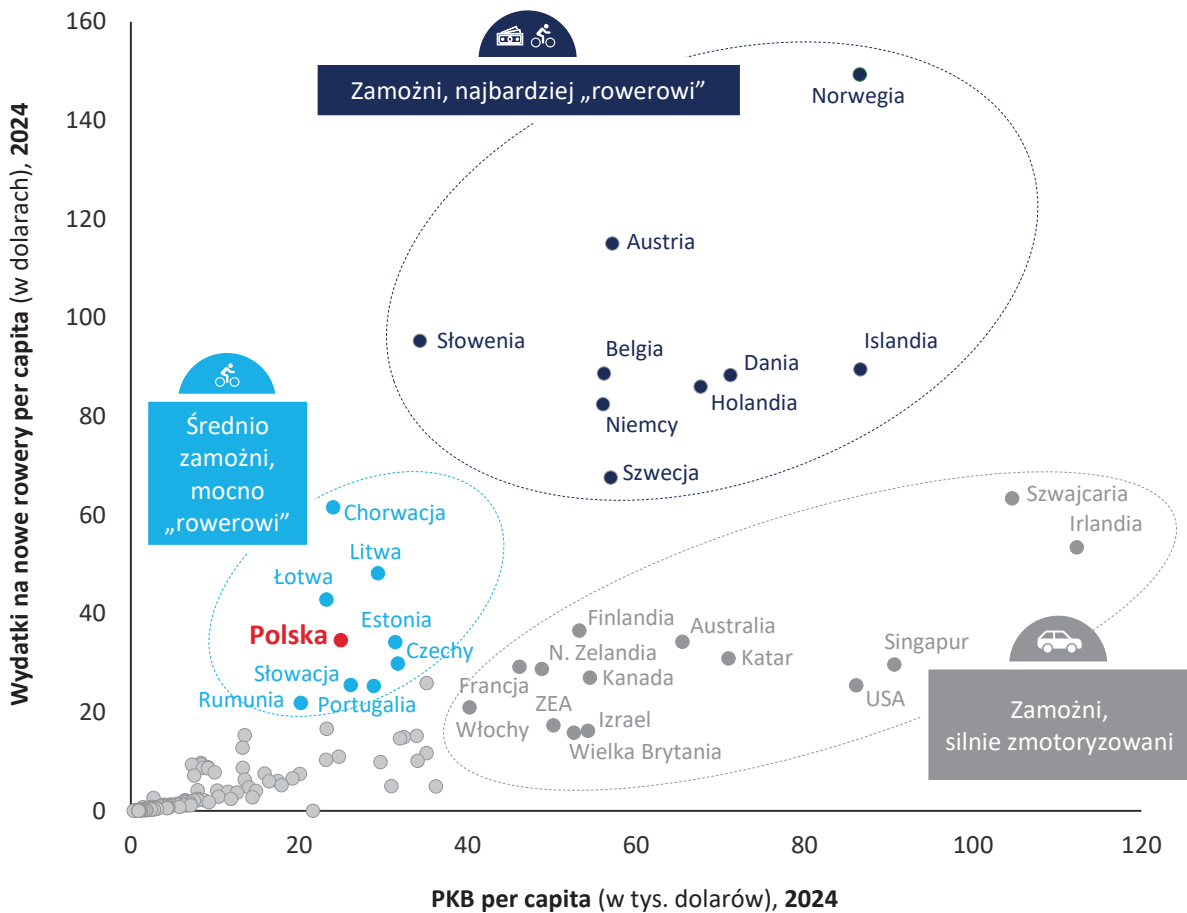 160
140
120
100
80
60
40
20
0
Wydatki na nowe rowery per capita (w dolarach), 2024
Zamożni, najbardziej „rowerowi”
Norwegia
Austria
Słowenia
Belgia
Dania
Islandia
Holandia
Niemcy
Szwecja
Średnio
zamożni,
mocno
„rowerowi”
Chorwacja
Litwa
Łotwa
Estonia
Polska
Czechy
Słowacja
Rumunia
Portugalia
Szwajcaria
Irlandia
Finlandia
Australia
Singapur
N. Zelandia
Katar
Francja
Kanada
USA
ZEA
Włochy
Izrael
Wielka Brytania
Zamożni,
silnie zmotoryzowani
0
20
40
60
80
100
120
PKB per capita (w tys. dolarów), 2024